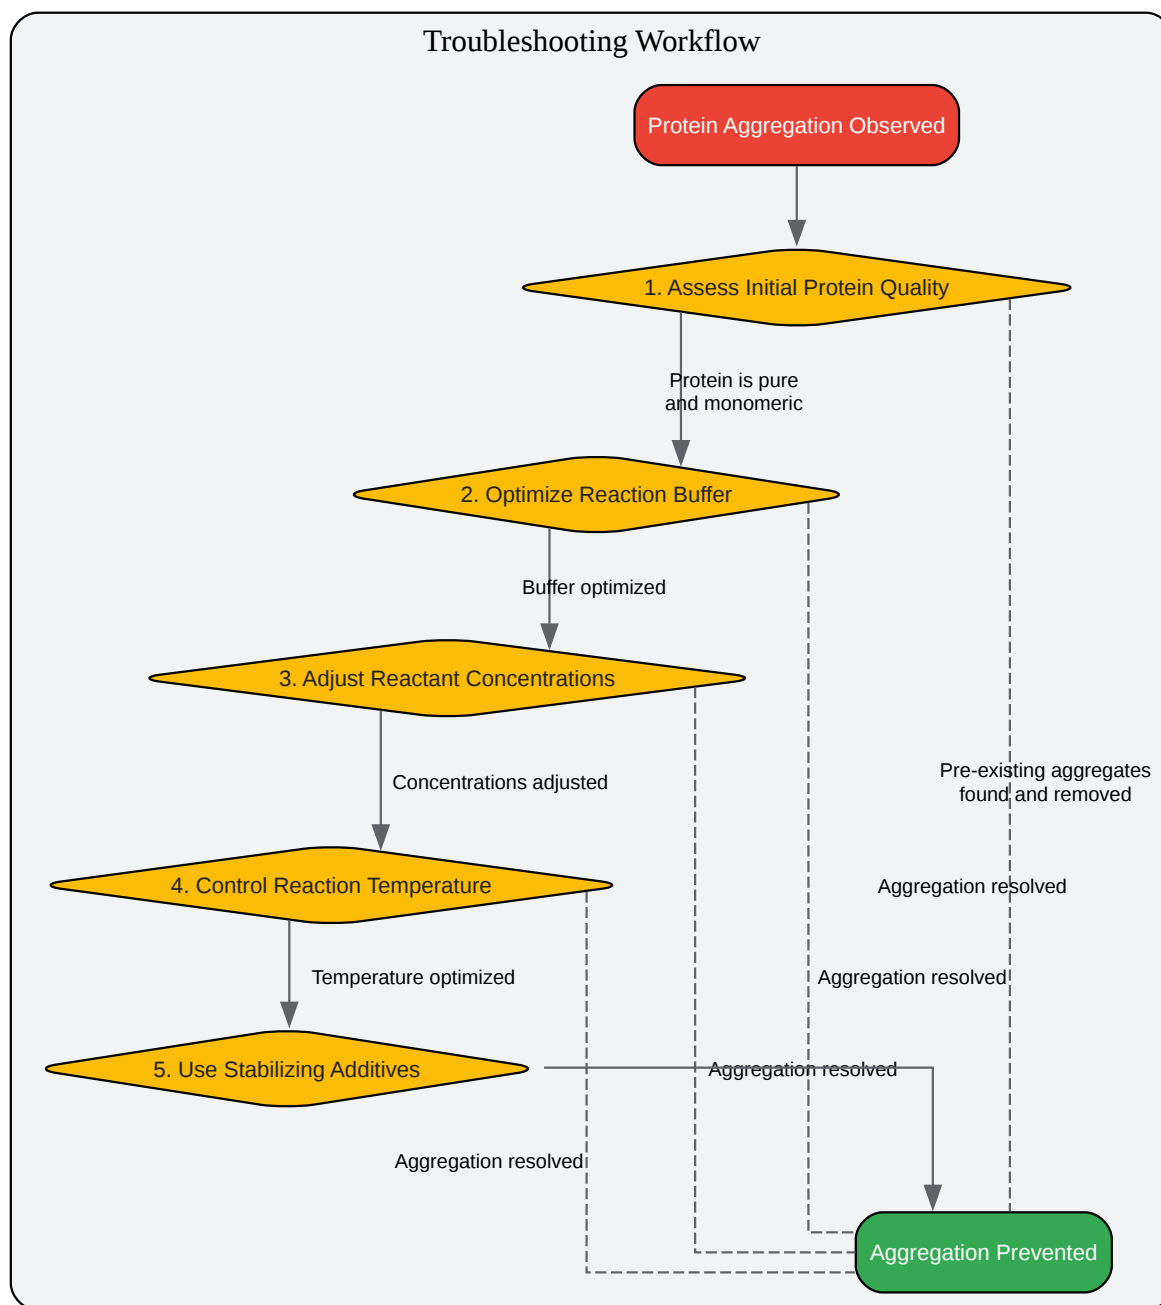 Troubleshooting Workflow
Protein Aggregation Observed
1. Assess Initial Protein Quality
Protein is pure
and monomeric
2. Optimize Reaction Buffer
Buffer optimized
3. Adjust Reactant Concentrations
Pre-existing aggregates
found and removed
Concentrations adjusted
4. Control Reaction Temperature
Aggregation resolved
Temperature optimized
Aggregation resolved
5. Use Stabilizing Additives
Aggregation resolved
Aggregation resolved
Aggregation Prevented